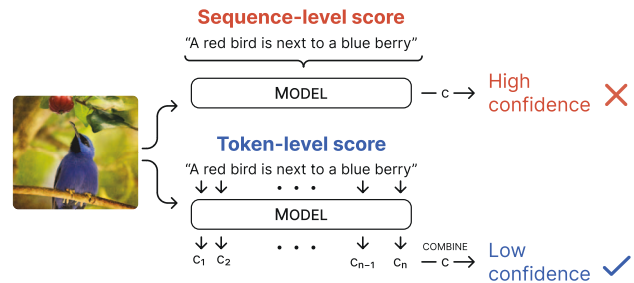 Sequence-level score
“A red bird is next to a blue berry”
MODEL
c
High
confidence
Token-level score
“A red bird is next to a blue berry”
. . .
MODEL
c1 c2 . . . cn−1 cn
COMBINE
c
Low
confidence